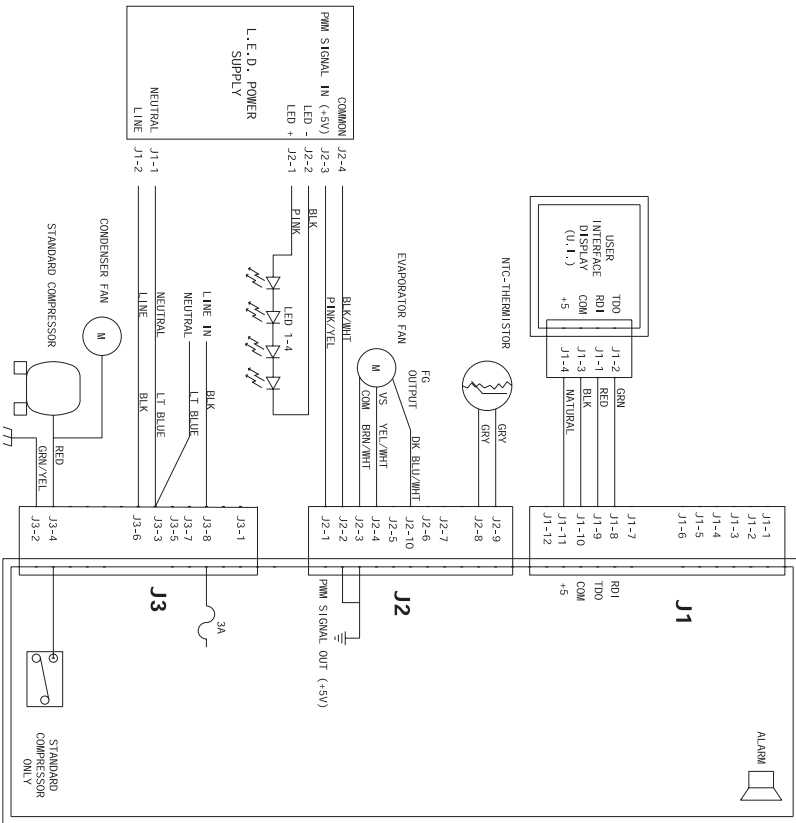 L.E.D. POWER
SUPPLY
COMMON
PWM SIGNAL IN (+5V)
LED -
LED +
NEUTRAL
LINE
J2-4
J2-3
J2-2
J2-1
J1-1
J1-2
USER
INTERFACE
DISPLAY
(U.I.)
TDO
RDI
COM
+5
J1-2
J1-1
J1-3
J1-4
GRN
RED
BLK
NATURAL
NTC-THERMISTOR
GRY
GRY
EVAPORATOR FAN
M
FG
OUTPUT
VS
COM
DK BLU/WHT
YEL/WHT
BRN/WHT
BLK/WHT
PINK/YEL
BLK
PINK
LED 1-4
LINE IN
NEUTRAL
NEUTRAL
LINE
BLK
LT BLUE
LT BLUE
BLK
CONDENSER FAN
M
STANDARD COMPRESSOR
RED
GRN/YEL
J1-1
J1-2
J1-3
J1-4
J1-5
J1-6
J1-7
J1-8
J1-9
J1-10
J1-11
J1-12
RDI
TDO
COM
+5
J1
J2-9
J2-8
J2-7
J2-6
J2-10
J2-5
J2-4
J2-3
J2-2
J2-1
J2
PWM SIGNAL OUT (+5V)
J3-1
J3-8
J3-7
J3-5
J3-3
J3-6
J3-4
J3-2
J3
3A
STANDARD
COMPRESSOR
ONLY
ALARM